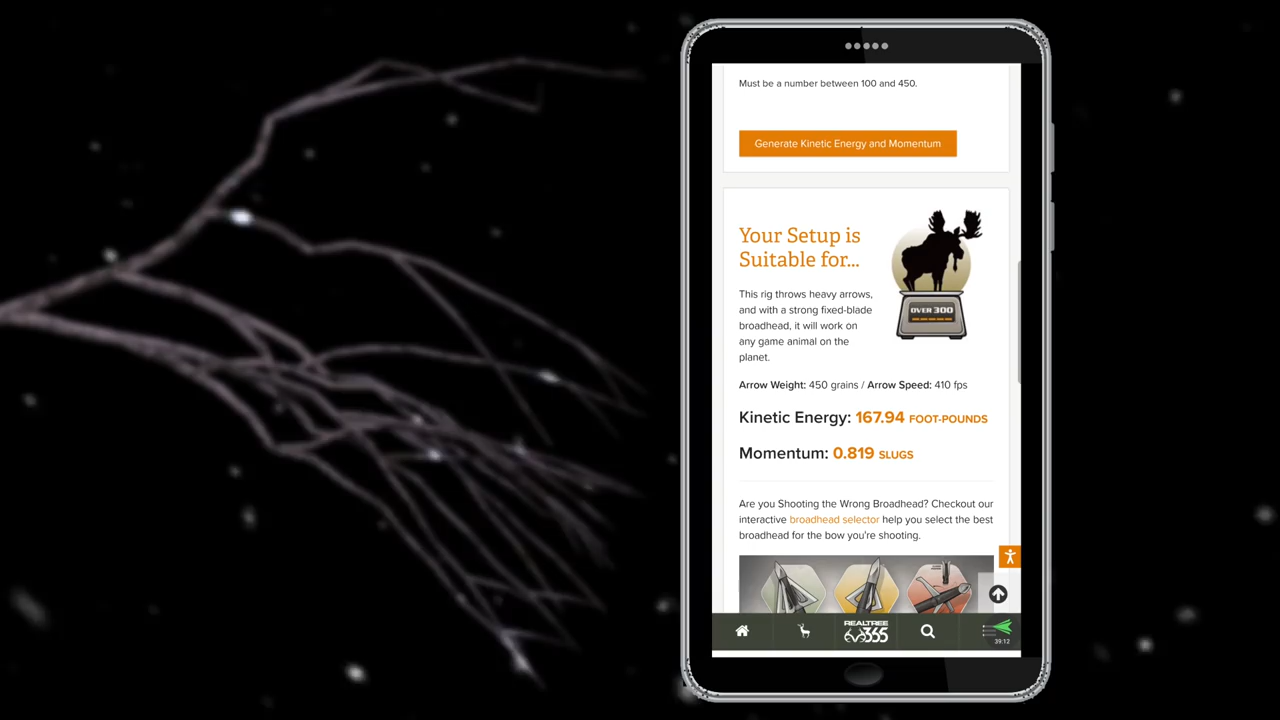 Must be a number between 100 and 450.
Generate Kinetic Energy and Momentum
Your Setup is
Suitable for...
This rig throws heavy arrows,
and with a strong fixed-blade
broadhead, it will work on
any game animal on the
planet.
OVER 300
Arrow Weight: 450 grains / Arrow Speed: 410 fps
Kinetic Energy: 167.94 FOOT-POUNDS
Momentum: 0.819 SLUGS
Are you Shooting the Wrong Broadhead? Checkout our
interactive broadhead selector help you select the best
broadhead for the bow you're shooting.
REALTREE
365
39:12